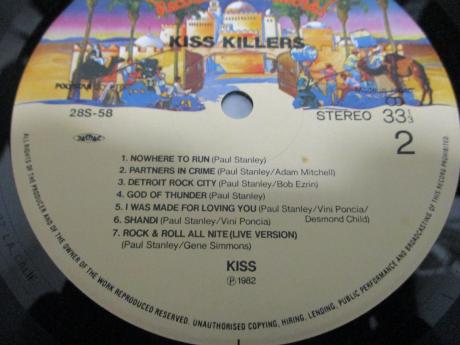 KISS KILLERS
28S-58
STEREO 33 1/3
2
1. NOWHERE TO RUN (Paul Stanley)
2. PARTNERS IN CRIME (Paul Stanley/Adam Mitchell)
3. DETROIT ROCK CITY (Paul Stanley/Bob Ezrin)
4. GOD OF THUNDER (Paul Stanley)
5. I WAS MADE FOR LOVING YOU (Paul Stanley/Vini Poncia/
Desmond Child)
6. SHANDI (Paul Stanley/Vini Poncia)
7. ROCK & ROLL ALL NITE (LIVE VERSION)
(Paul Stanley/Gene Simmons)
KISS
Ⓟ 1982
ALL RIGHTS OF THE PRODUCER AND OF THE OWNER OF THE WORK REPRODUCED RESERVED. UNAUTHORISED COPYING, HIRING, LENDING, PUBLIC PERFORMANCE AND BROADCASTING OF THIS RECORD PROHIBITED.